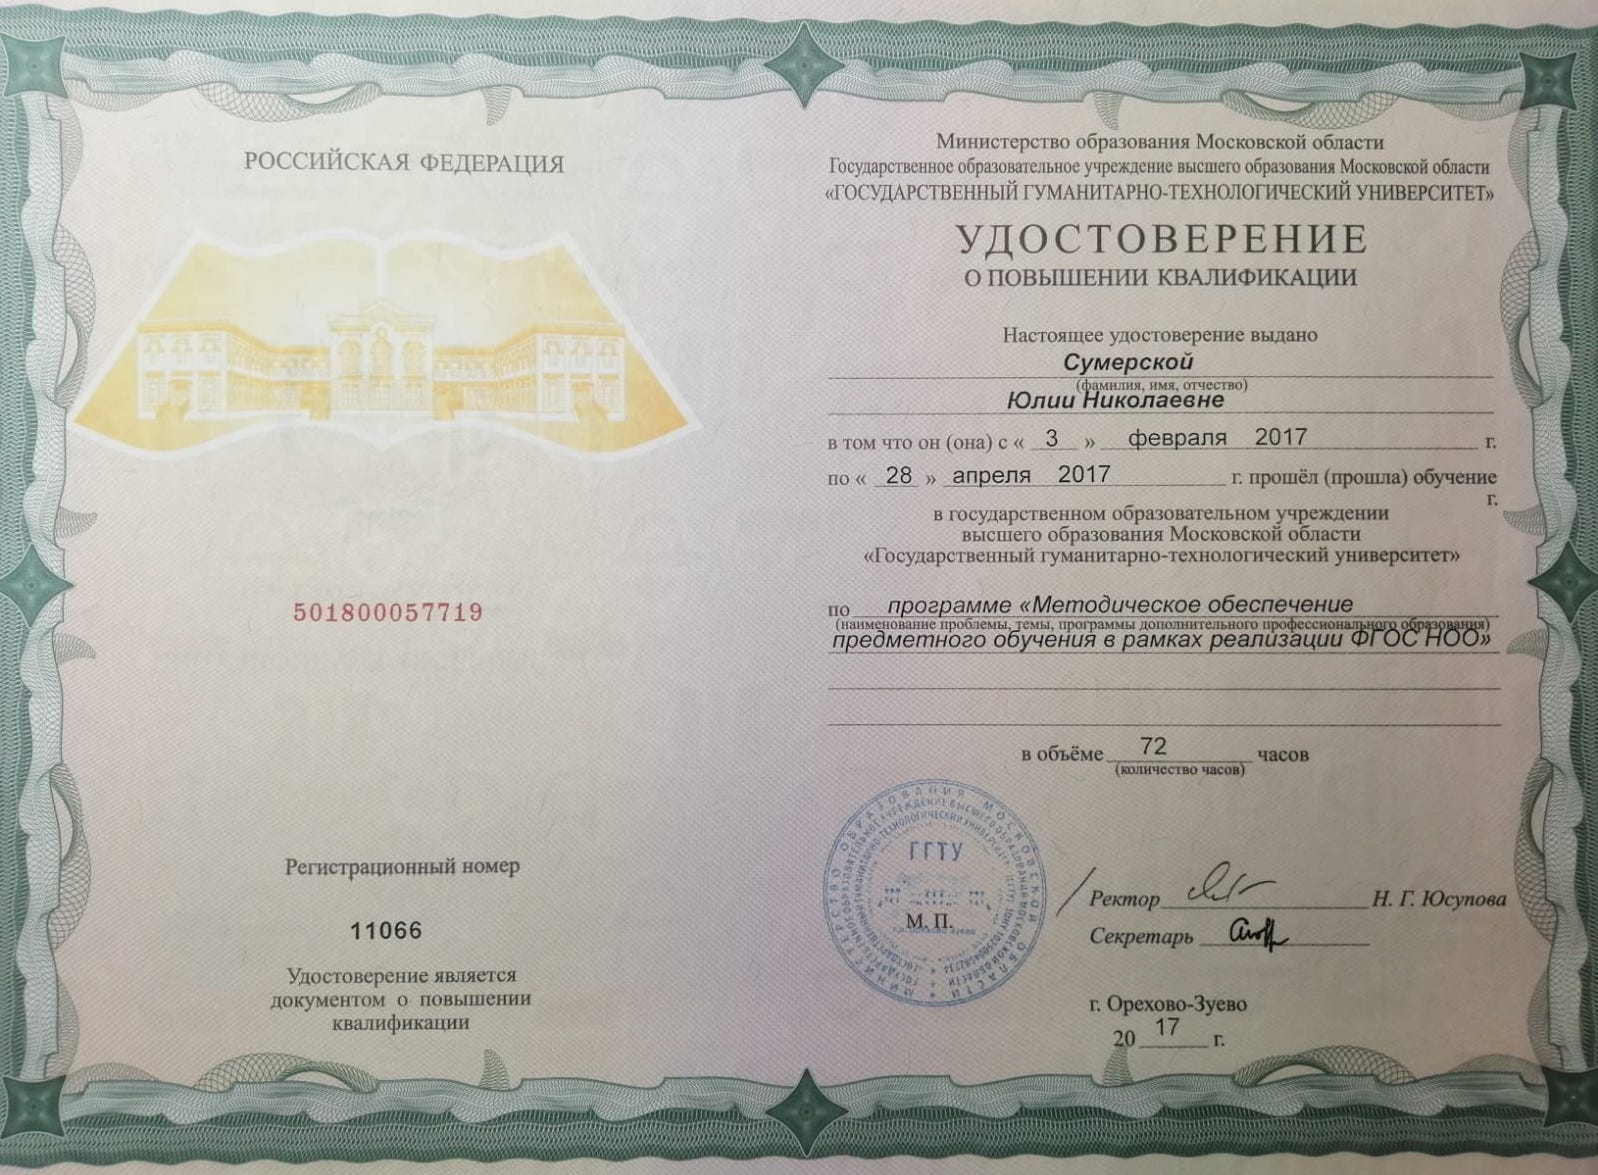 РОССИЙСКАЯ ФЕДЕРАЦИЯ
501800057719
Регистрационный номер
11066
Удостоверение является
документом о повышении
квалификации
Министерство образования Московской области
Государственное образовательное учреждение высшего образования Московской области
«ГОСУДАРСТВЕННЫЙ ГУМАНИТАРНО-ТЕХНОЛОГИЧЕСКИЙ УНИВЕРСИТЕТ»
УДОСТОВЕРЕНИЕ
О ПОВЫШЕНИИ КВАЛИФИКАЦИИ
Настоящее удостоверение выдано
Сумерской
(фамилия, имя, отчество)
Юлии Николаевне
в том что он (она) с « 3 » февраля 2017 г.
по « 28 » апреля 2017 г. прошёл (прошла) обучение
г.
в государственном образовательном учреждении
высшего образования Московской области
«Государственный гуманитарно-технологический университет»
по программе «Методическое обеспечение
(наименование проблемы, темы, программы дополнительного профессионального образования)
предметного обучения в рамках реализации ФГОС НОО»
в объёме 72 часов
(количество часов)
МИНИСТЕРСТВО ОБРАЗОВАНИЯ МОСКОВСКОЙ ОБЛАСТИ
ГГТУ
М. П.
Ректор Н. Г. Юсупова
Секретарь
г. Орехово-Зуево
20 17 г.